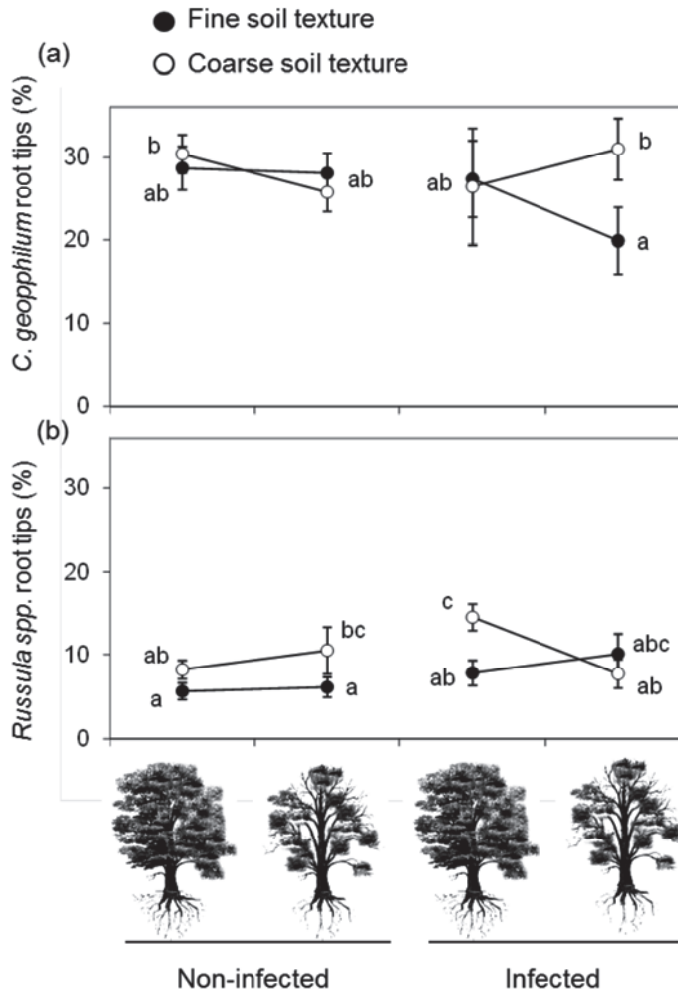 Fine soil texture
(a)
Coarse soil texture
C. geopphilum root tips (%)
30
20
10
0
b
ab
ab
ab
b
a
(b)
Russula spp. root tips (%)
30
20
10
0
ab
a
bc
a
c
ab
abc
ab
Non-infected
Infected